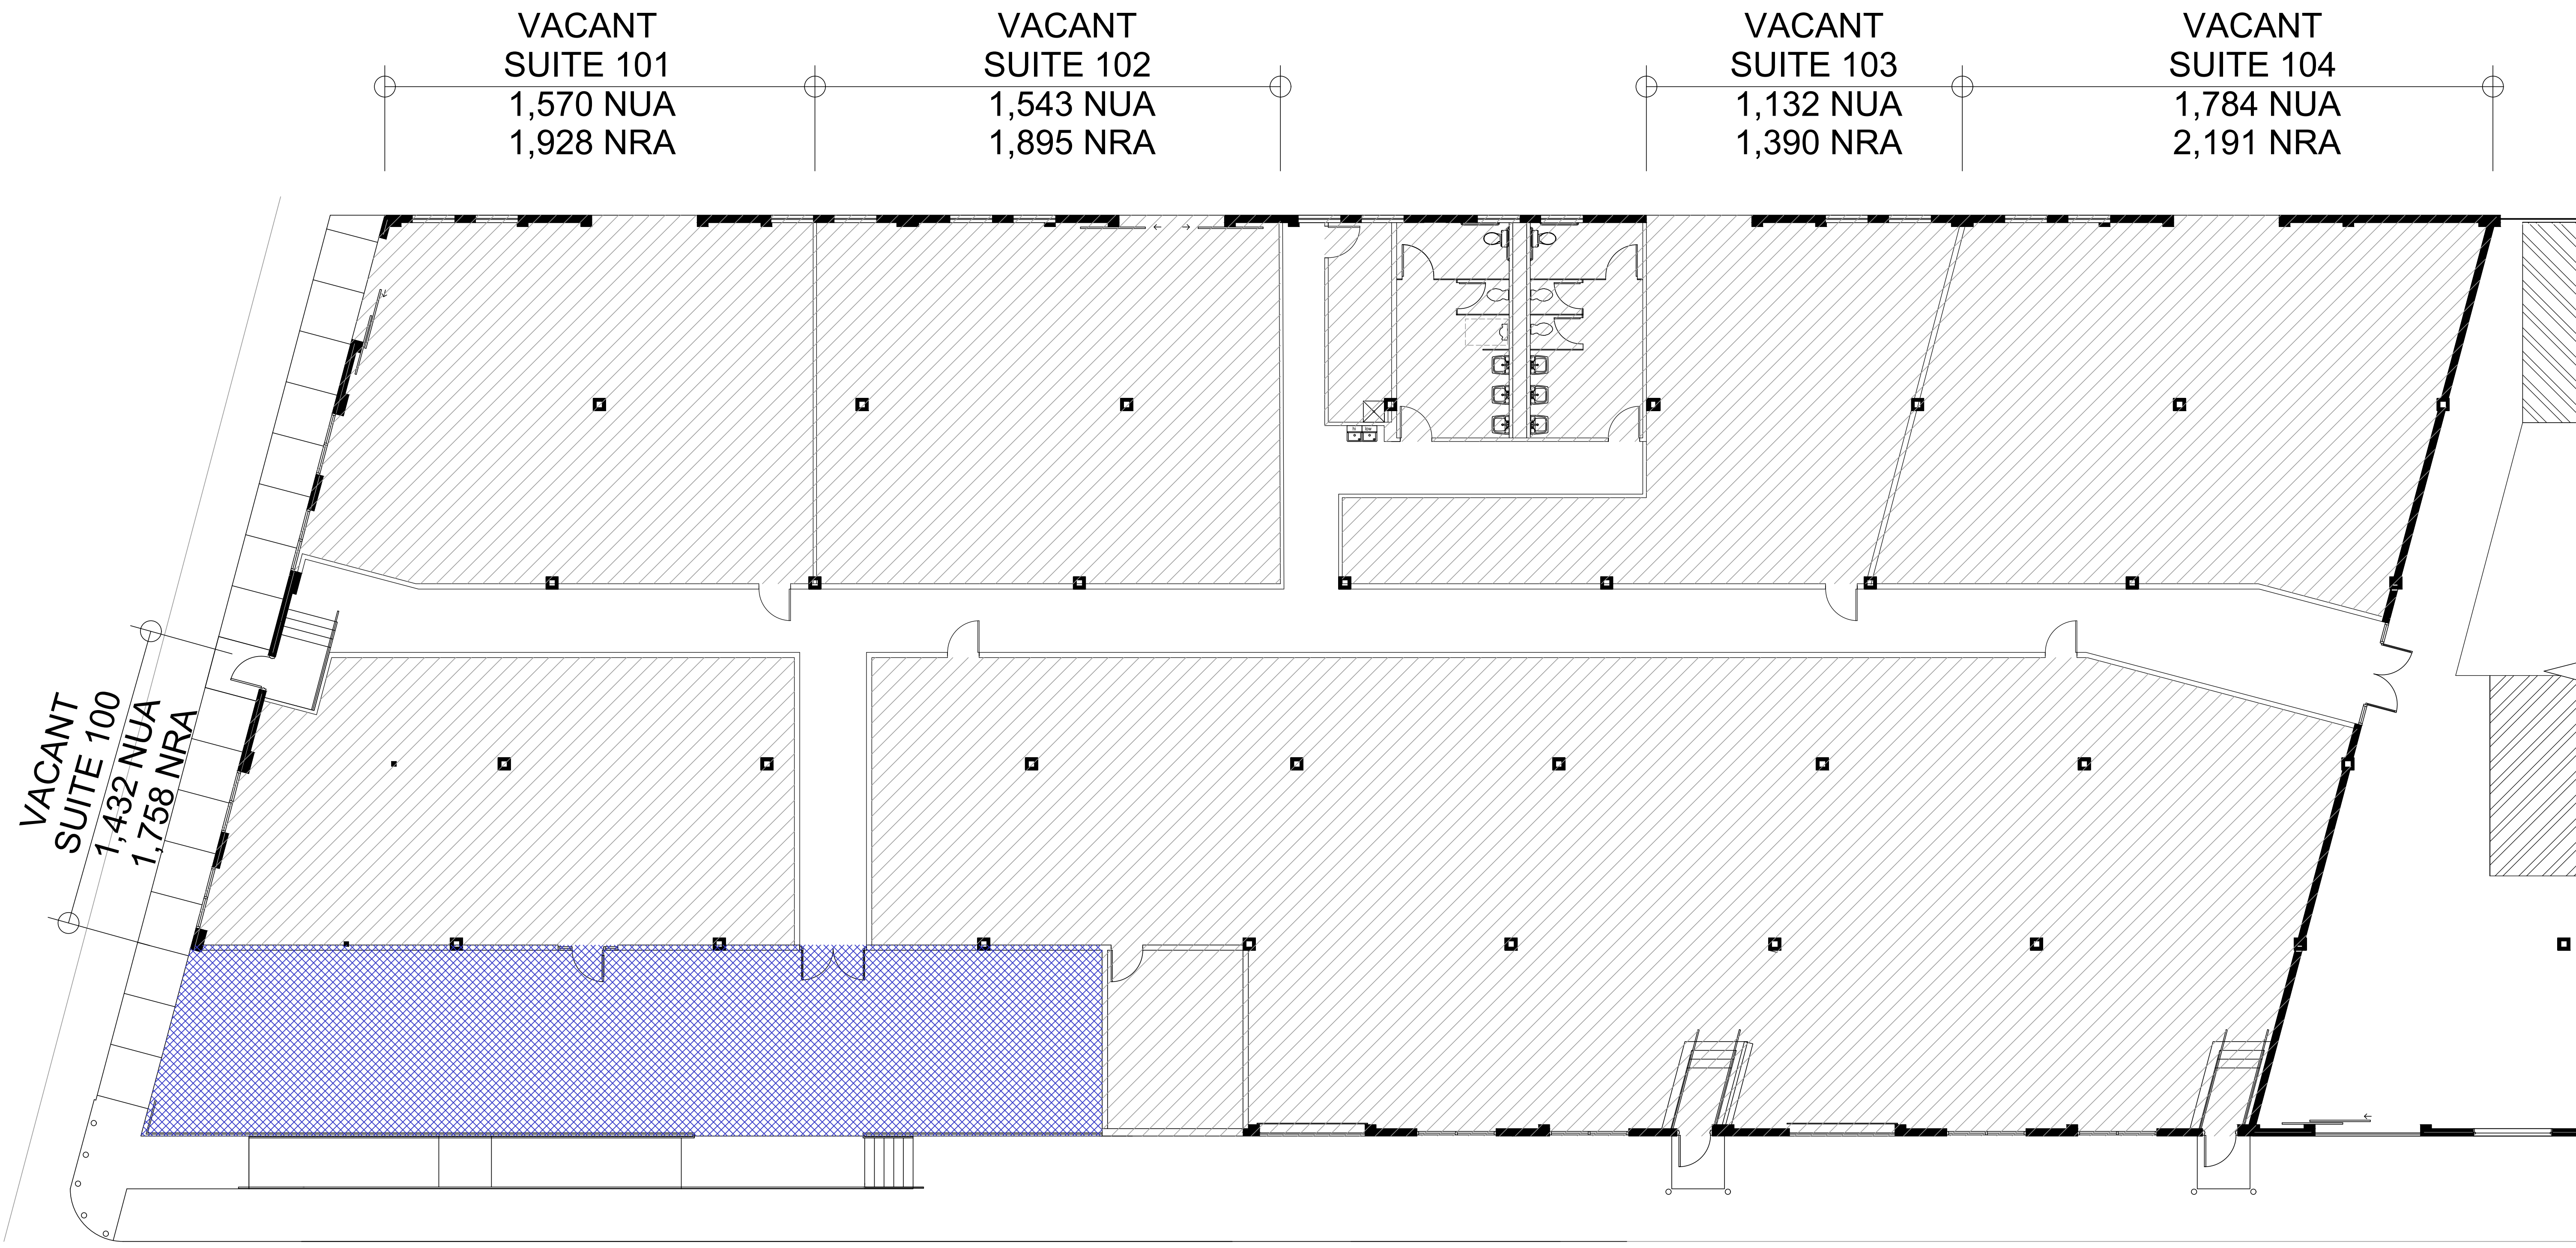 VACANT
SUITE 101
1,570 NUA
1,928 NRA
VACANT
SUITE 102
1,543 NUA
1,895 NRA
VACANT
SUITE 103
1,132 NUA
1,390 NRA
VACANT
SUITE 104
1,784 NUA
2,191 NRA
VACANT
SUITE 100
1,432 NUA
1,758 NRA